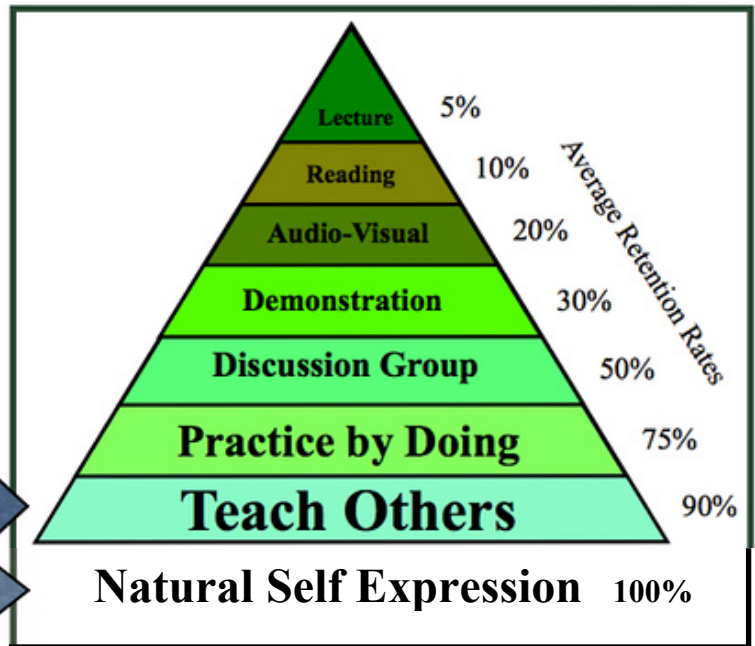 Lecture 5%
Reading 10%
Audio-Visual 20%
Demonstration 30%
Discussion Group 50%
Practice by Doing 75%
Teach Others 90%
Natural Self Expression 100%
Average Retention Rates